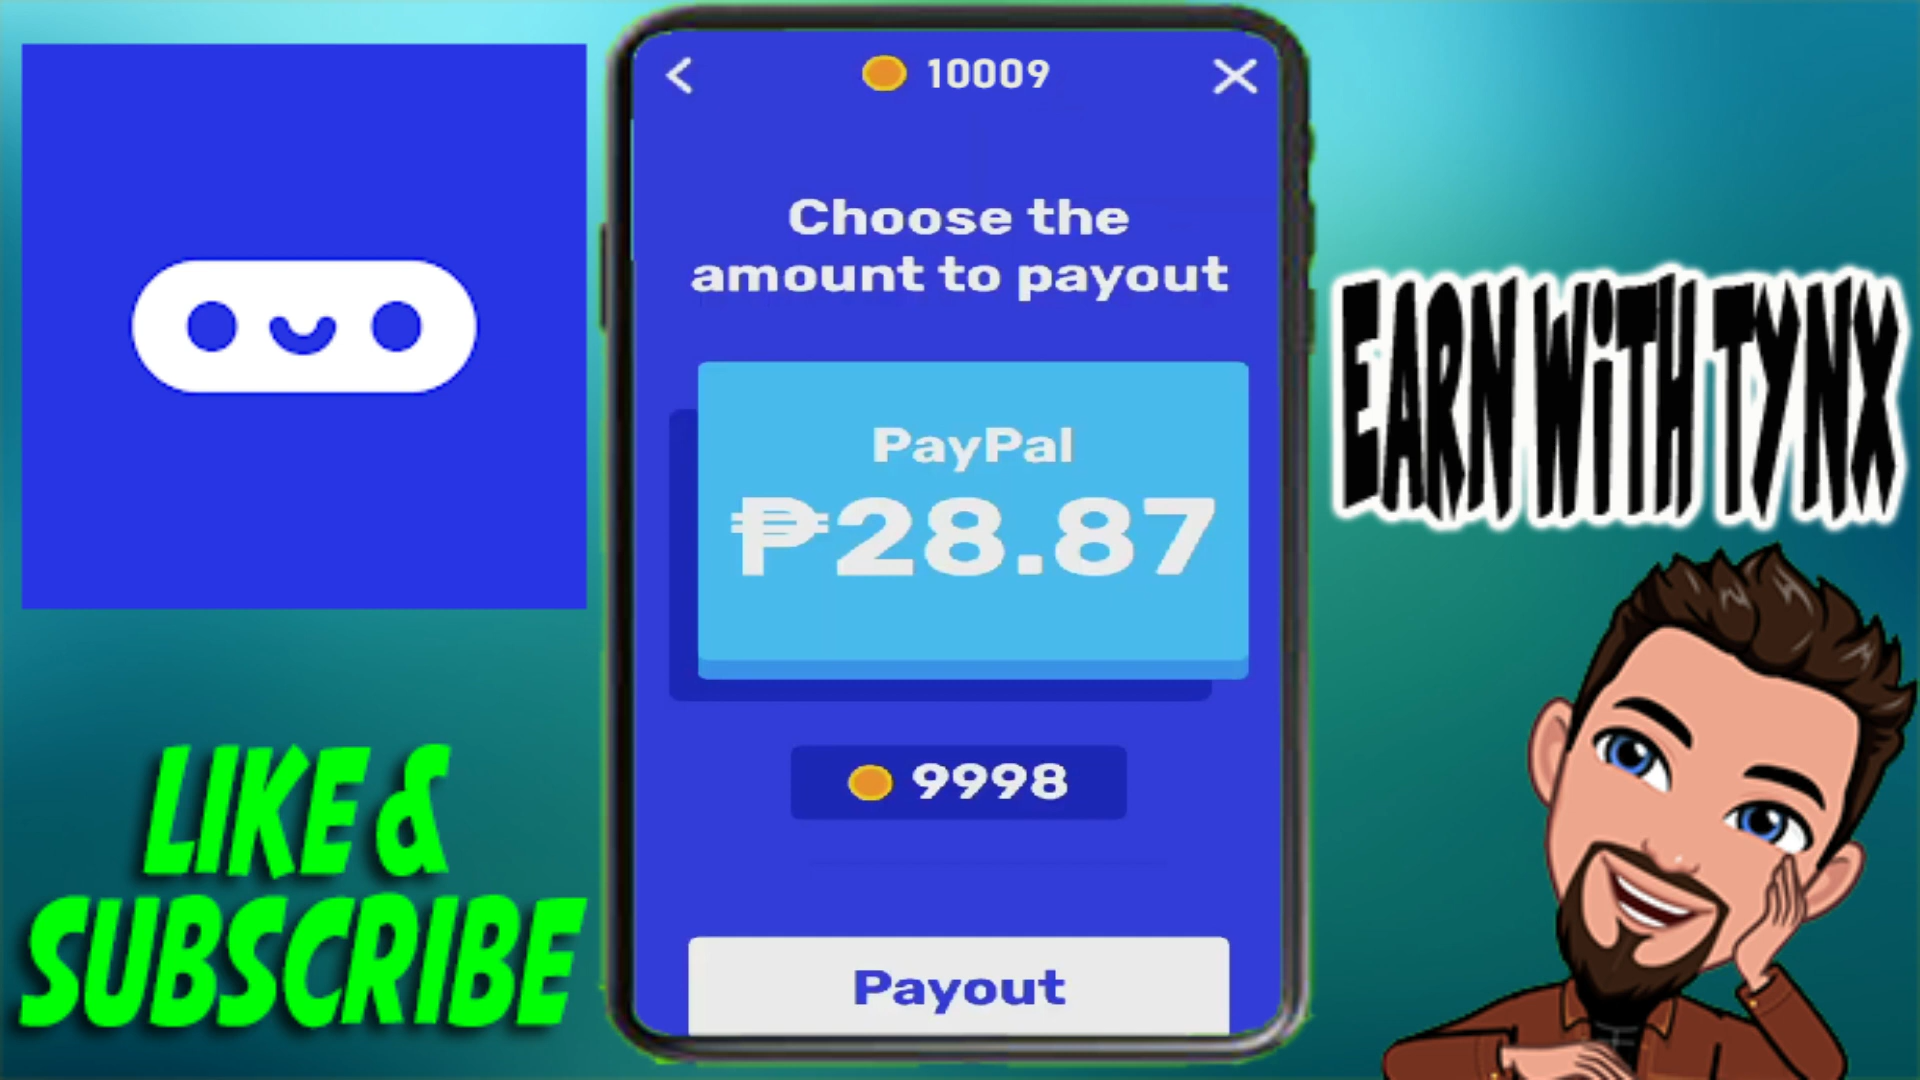 10009
Choose the
amount to payout
PayPal
₱28.87
9998
Payout
EARN WiTH TYNX
LIKE &
SUBSCRIBE